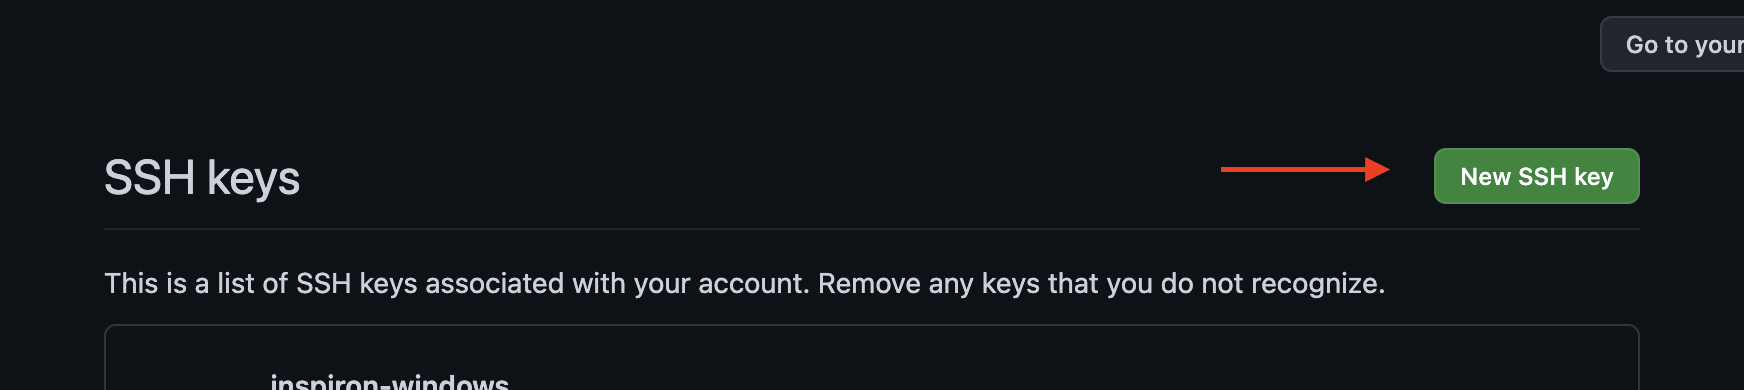 Go to your
SSH keys
New SSH key
This is a list of SSH keys associated with your account. Remove any keys that you do not recognize.
inspiron-windows